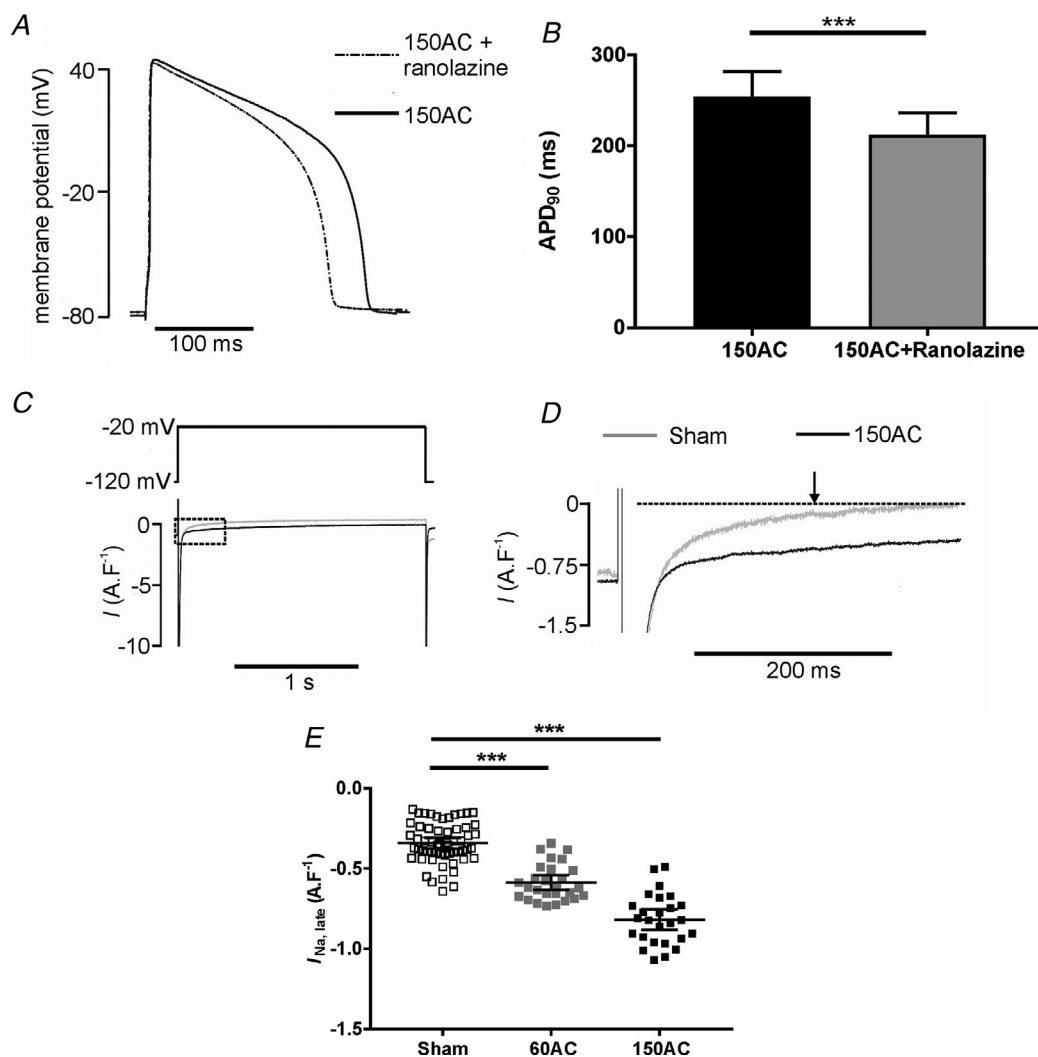 A
40
-20
-80
membrane potential (mV)
150AC +
ranolazine
150AC
100 ms
B
***
300
200
100
0
APD90 (ms)
150AC
150AC+Ranolazine
C
-20 mV
-120 mV
0
-5
-10
I (A.F-1)
1 s
D
Sham
150AC
0
-0.75
-1.5
I (A.F-1)
200 ms
E
***
***
0.0
-0.5
-1.0
-1.5
INa, late (A.F-1)
Sham
60AC
150AC